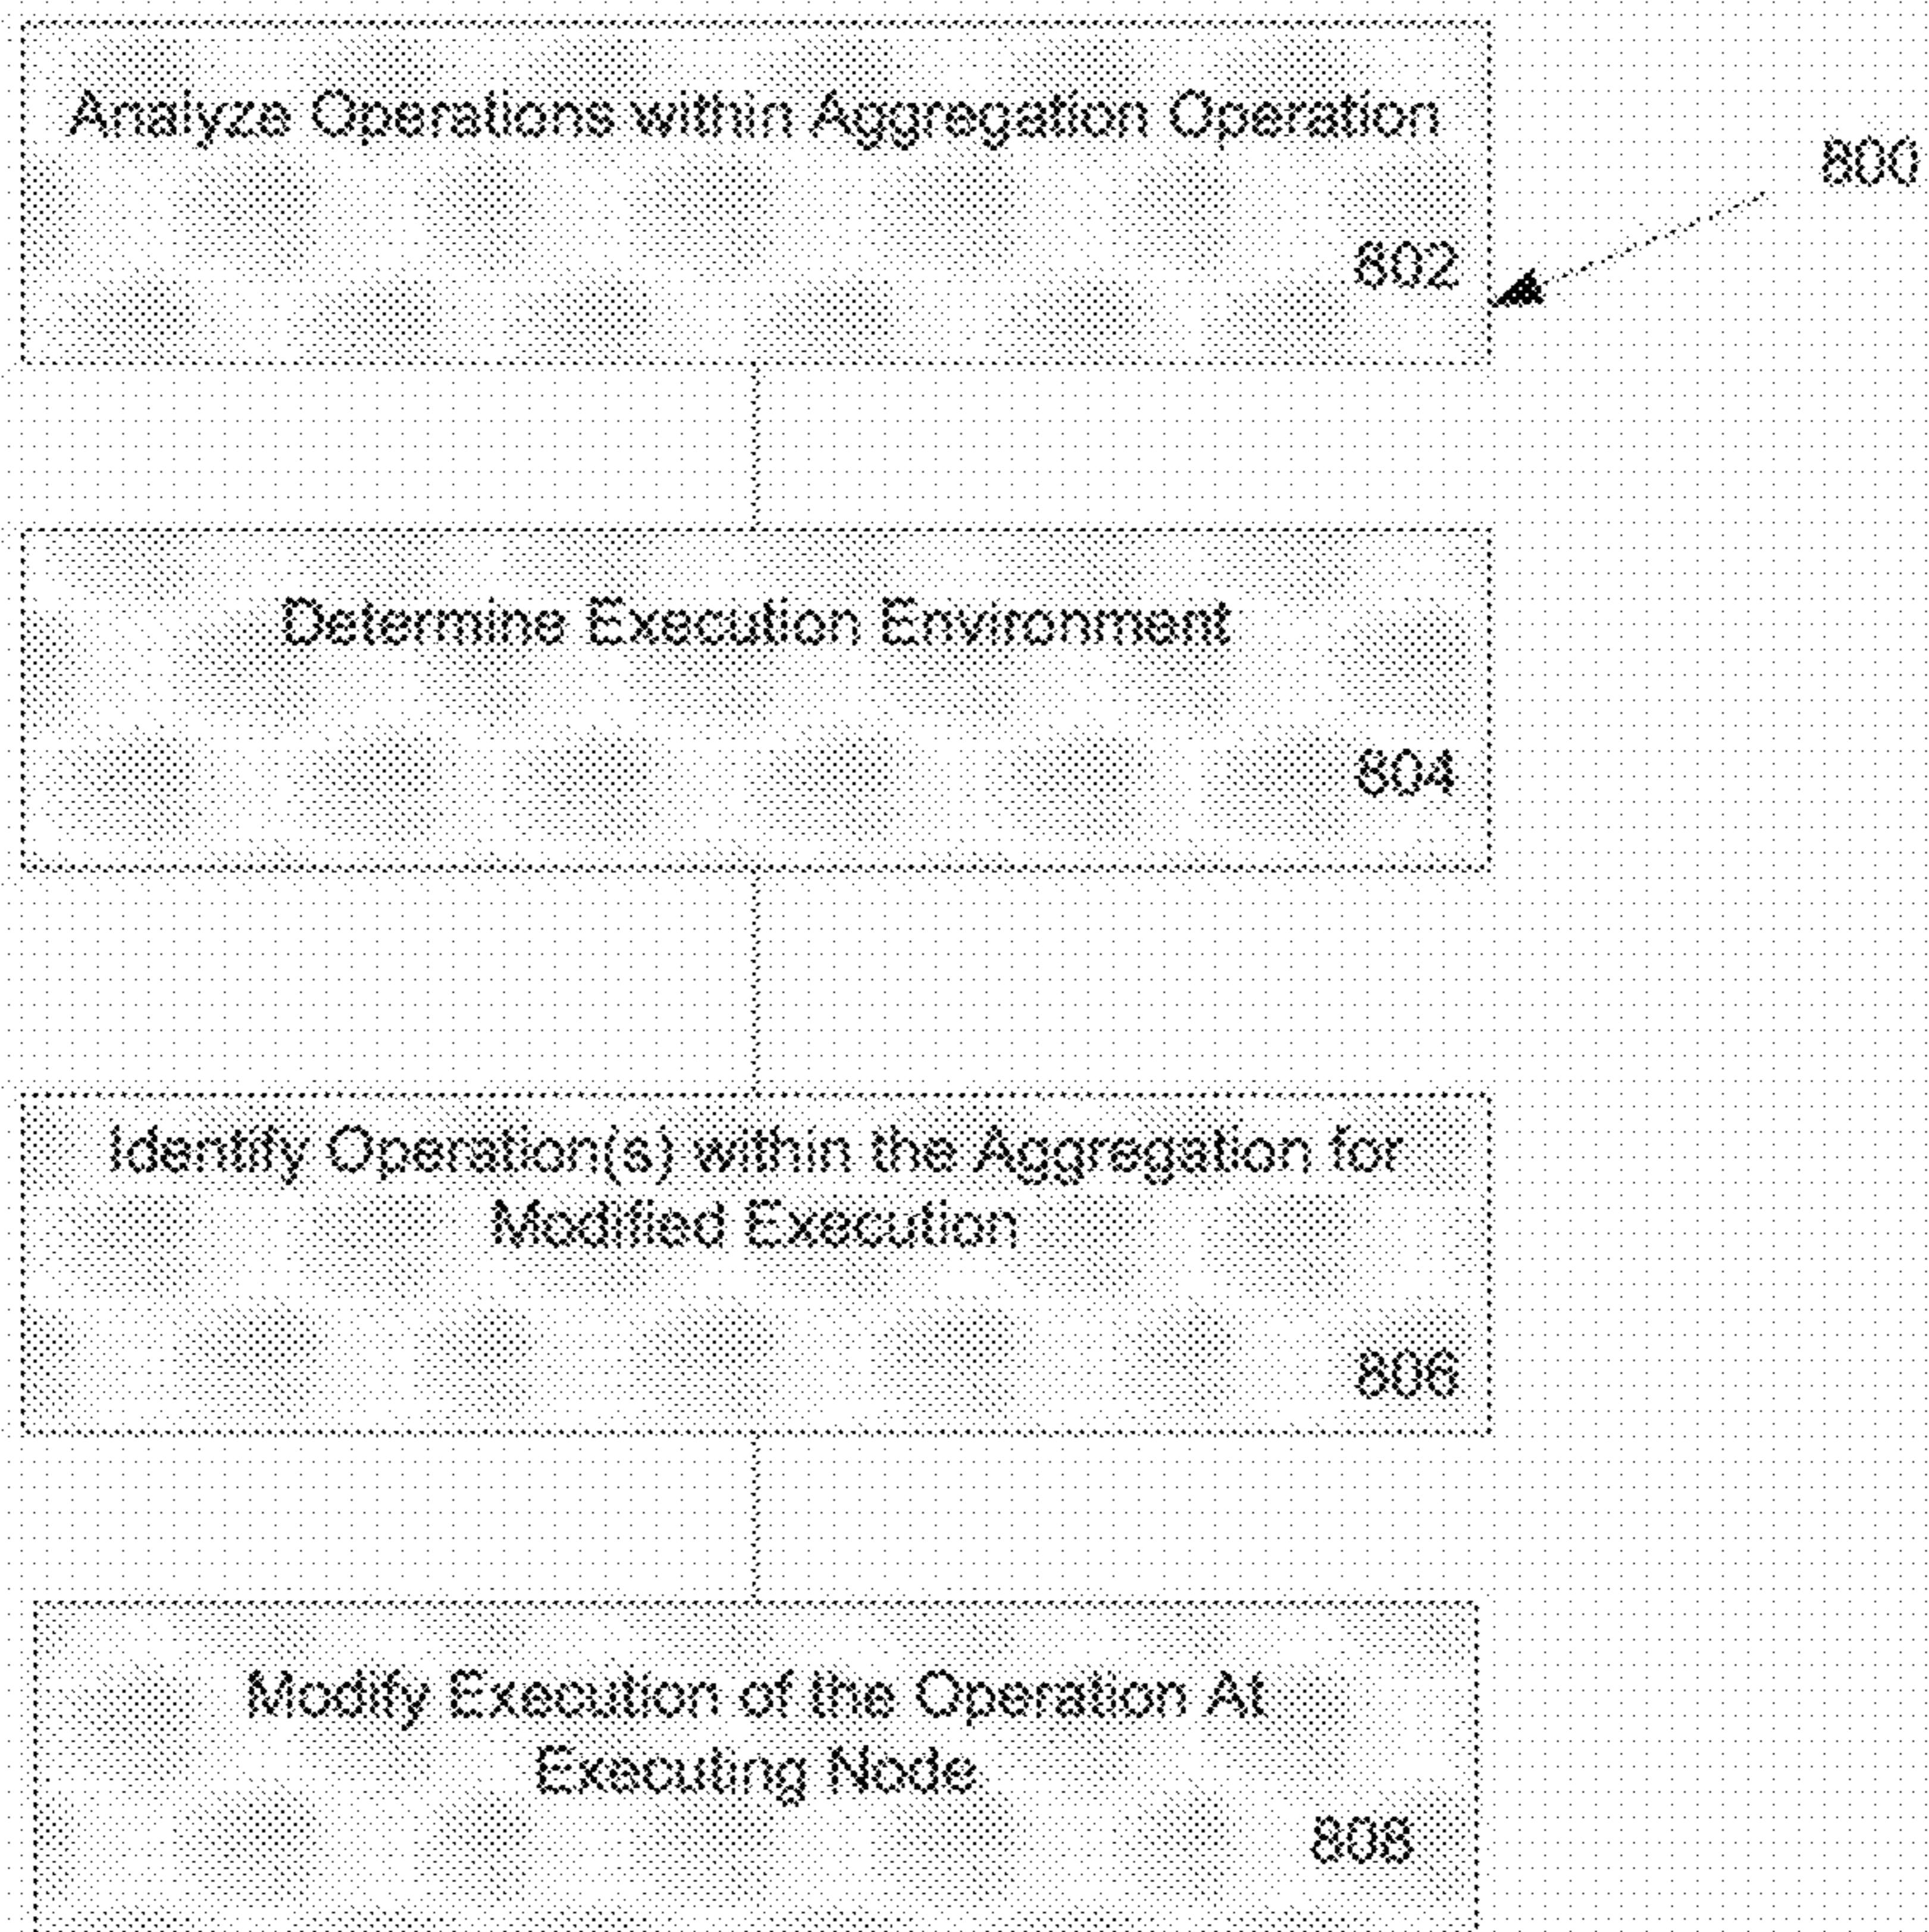 Analyze Operations within Aggregation Operation
800
802
Determine Execution Environment
804
Identify Operation(s) within the Aggregation for
Modified Execution
806
Modify Execution of the Operation At
Executing Node
808